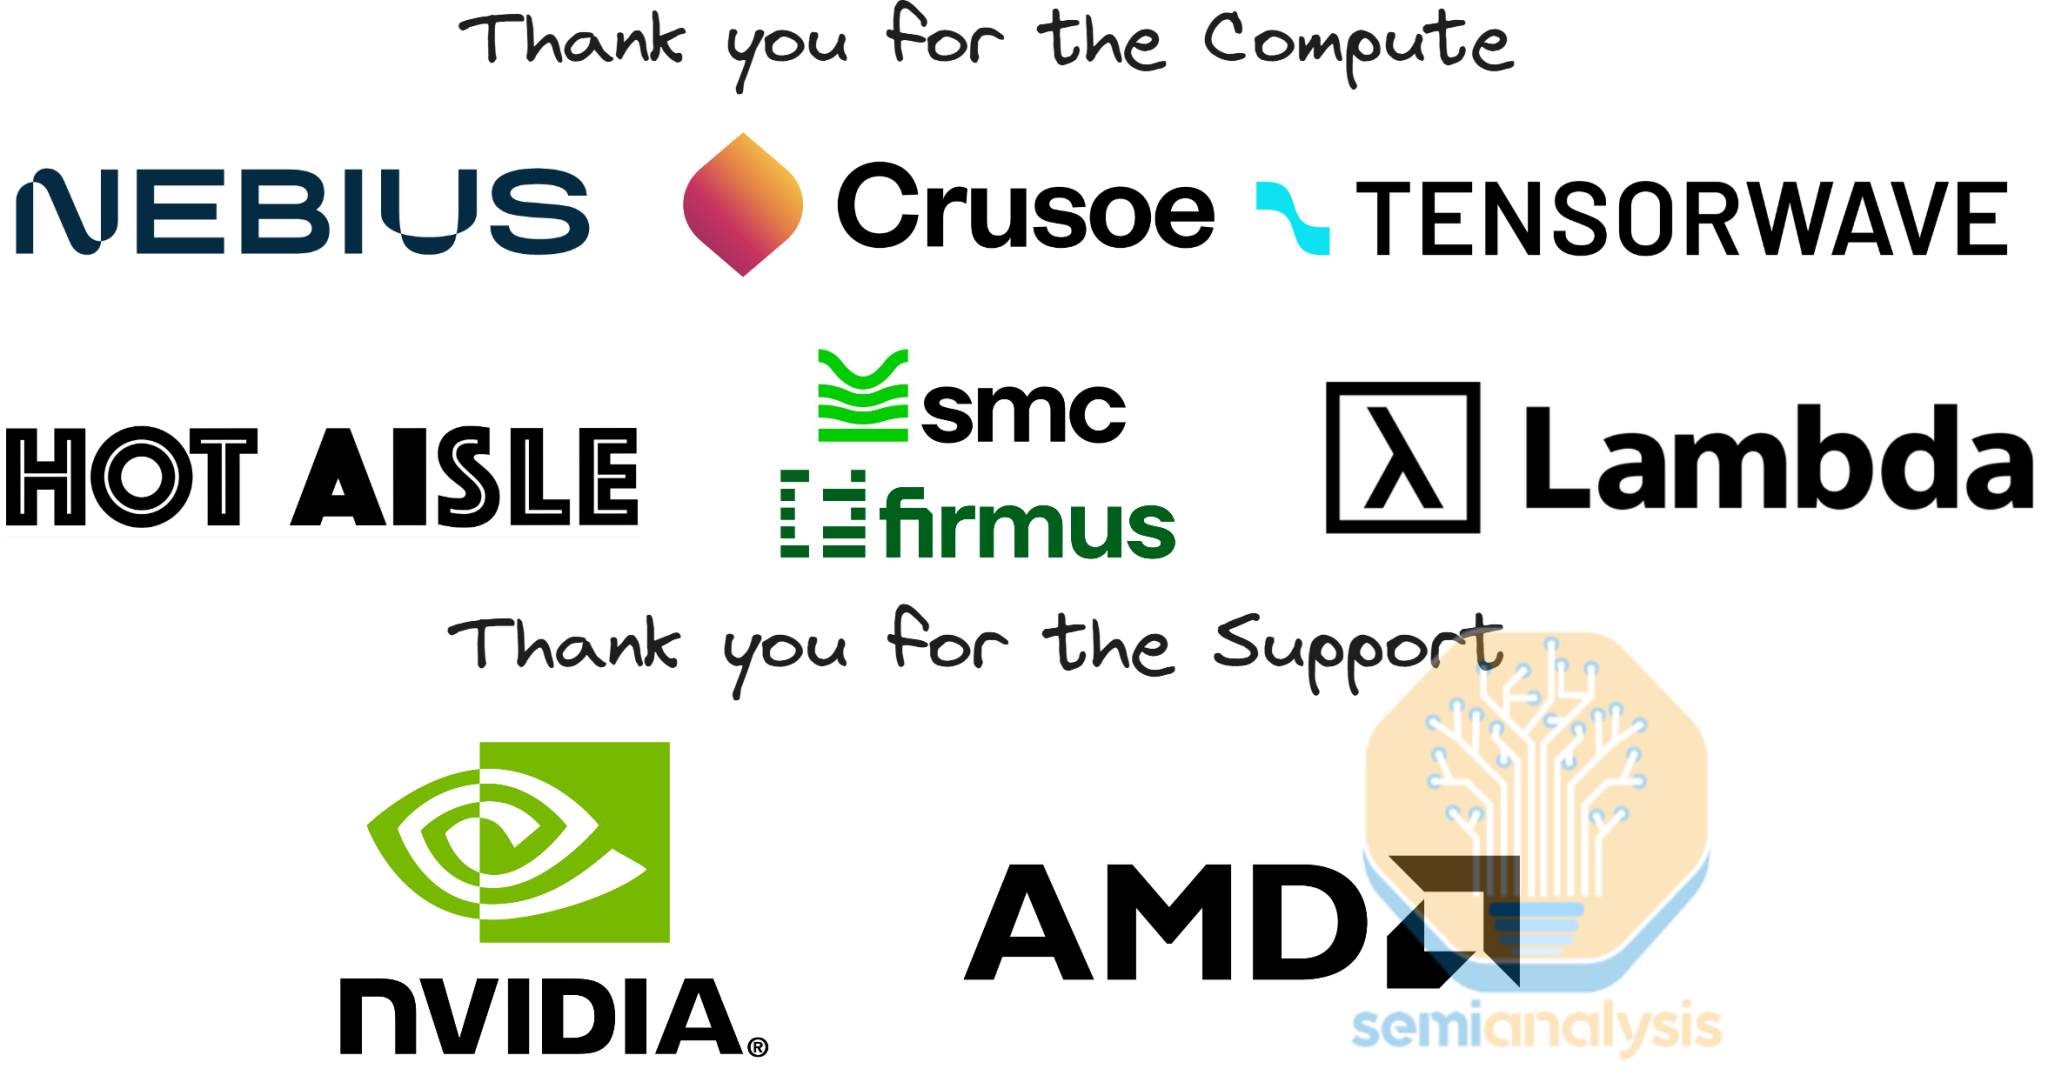 Thank you for the Compute
NEBIUS
Crusoe
TENSORWAVE
HOT AISLE
smc
firmus
λ Lambda
Thank you for the Support
NVIDIA®
AMD
semianalysis